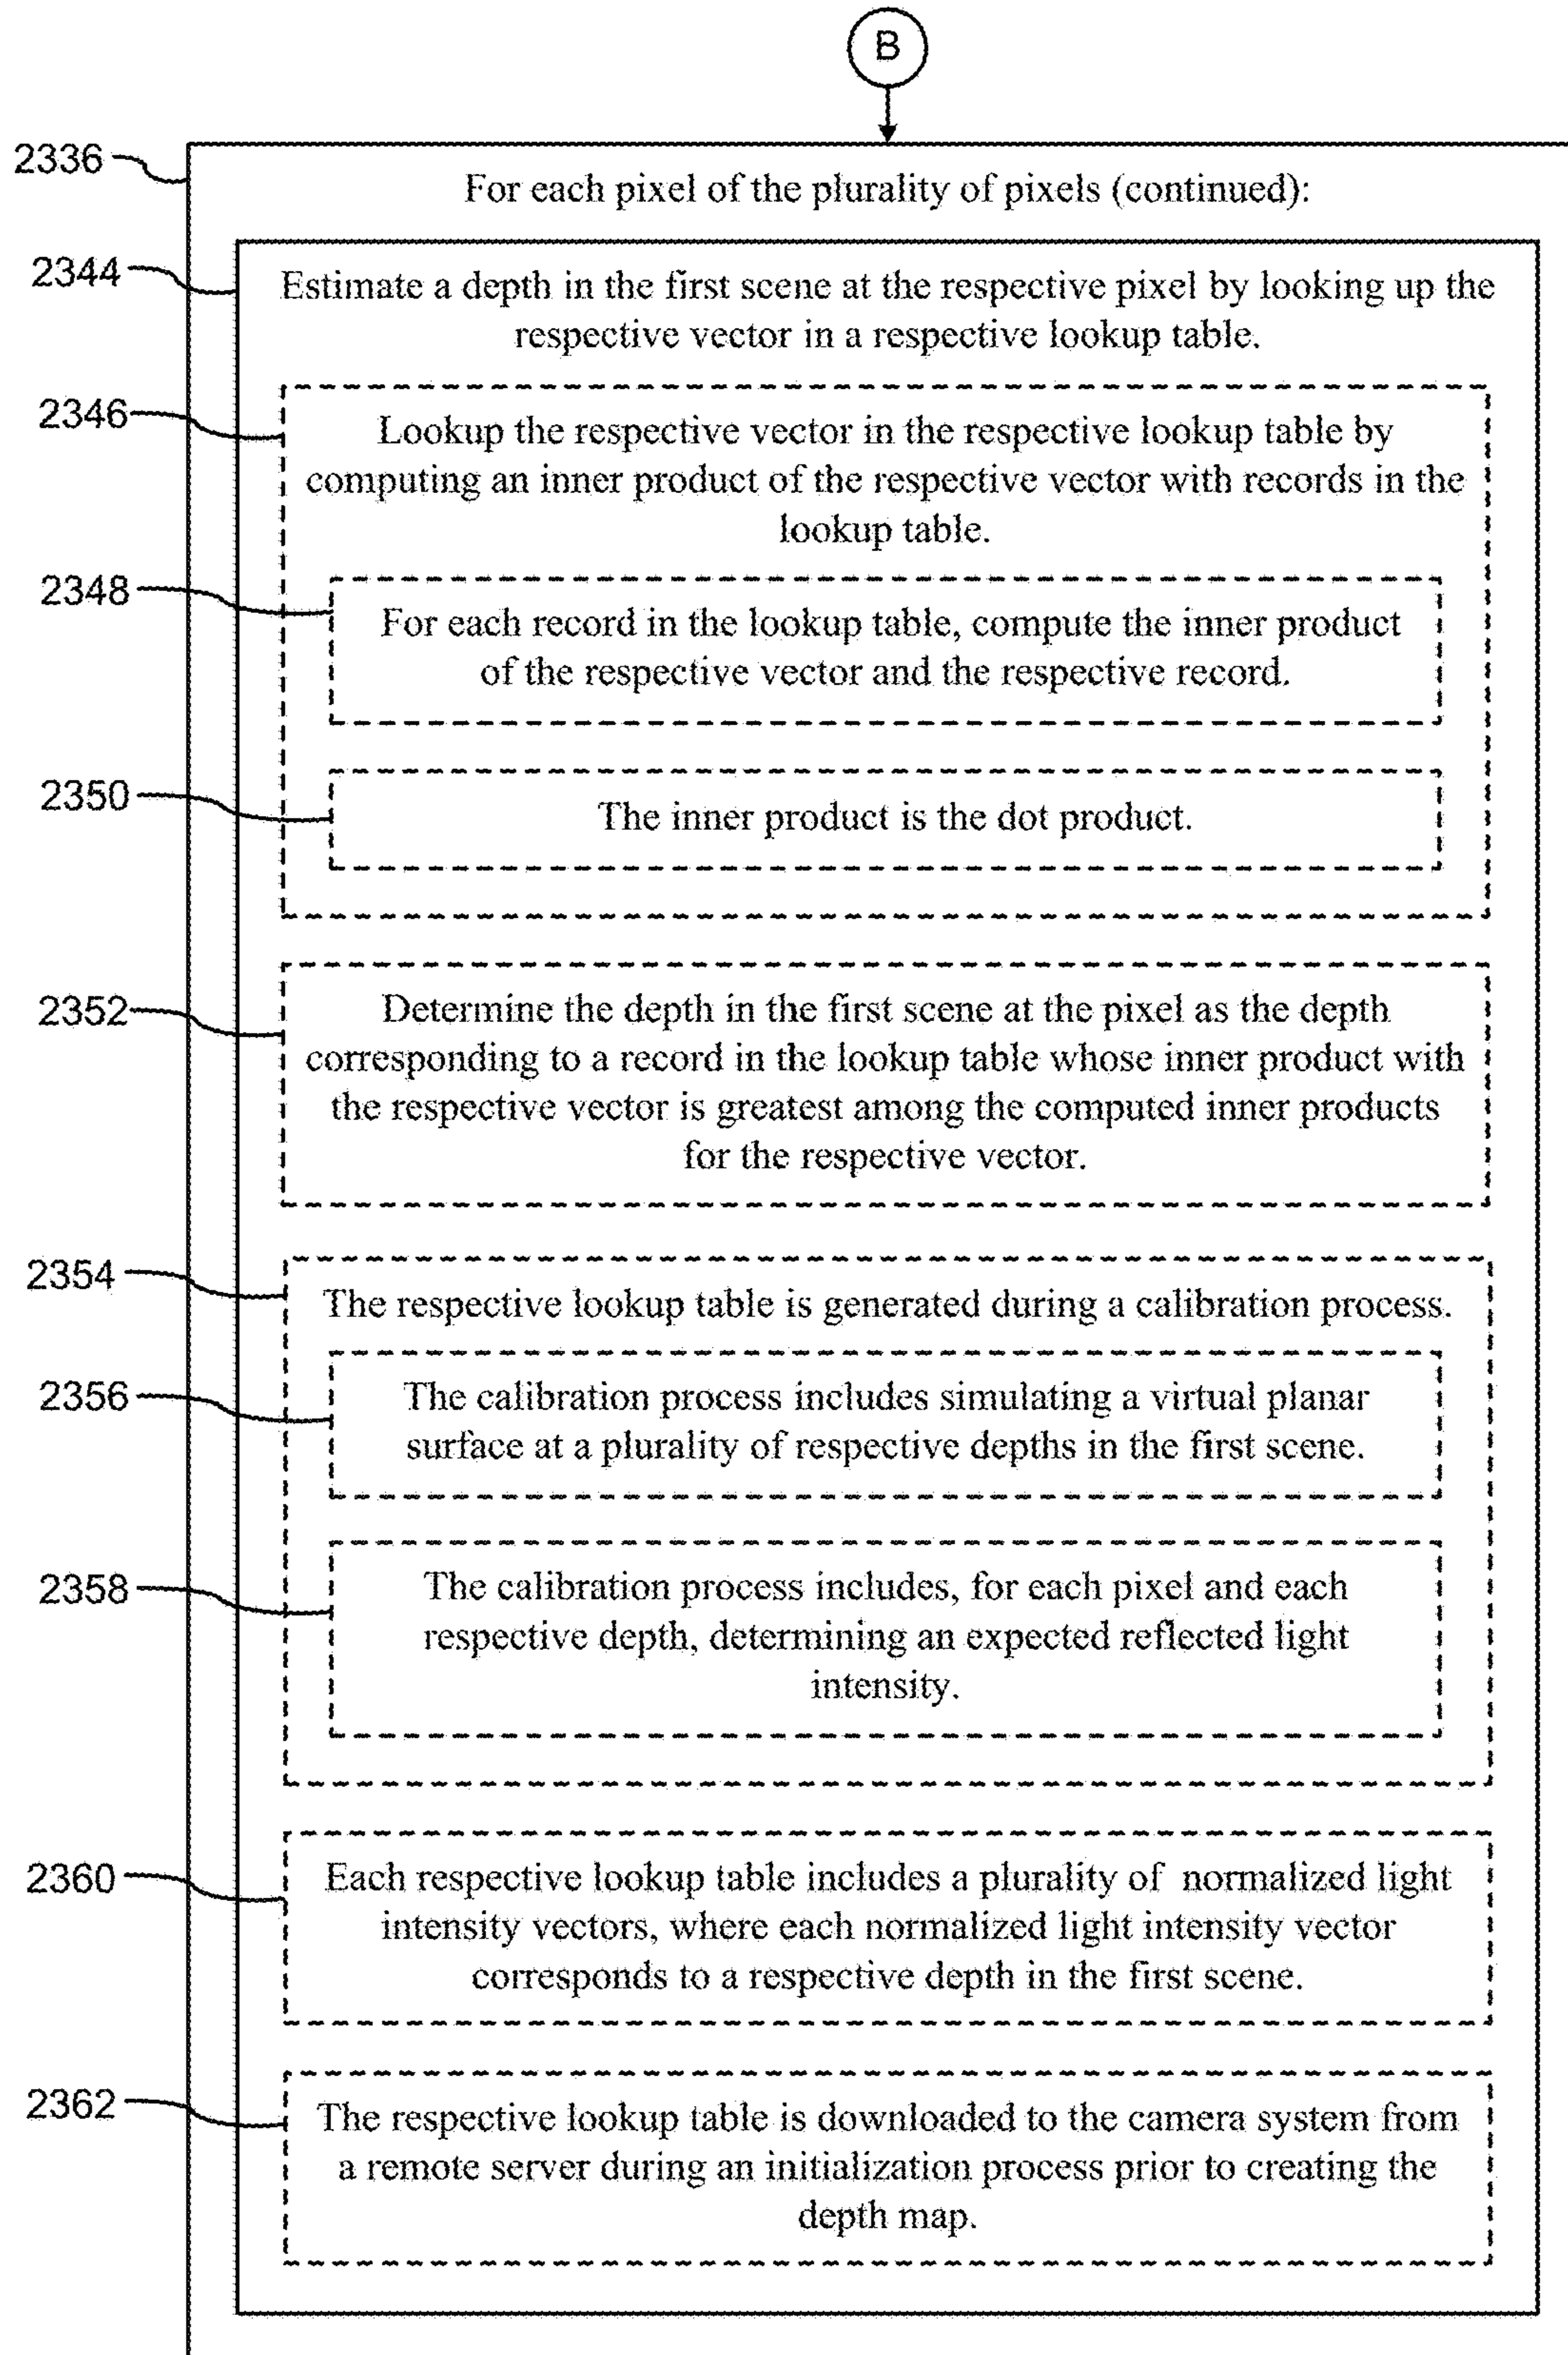 B
2336
For each pixel of the plurality of pixels (continued):
2344
Estimate a depth in the first scene at the respective pixel by looking up the
respective vector in a respective lookup table.
2346
Lookup the respective vector in the respective lookup table by
computing an inner product of the respective vector with records in the
lookup table.
2348
For each record in the lookup table, compute the inner product
of the respective vector and the respective record.
2350
The inner product is the dot product.
2352
Determine the depth in the first scene at the pixel as the depth
corresponding to a record in the lookup table whose inner product with
the respective vector is greatest among the computed inner products
for the respective vector.
2354
The respective lookup table is generated during a calibration process.
2356
The calibration process includes simulating a virtual planar
surface at a plurality of respective depths in the first scene.
2358
The calibration process includes, for each pixel and each
respective depth, determining an expected reflected light
intensity.
2360
Each respective lookup table includes a plurality of normalized light
intensity vectors, where each normalized light intensity vector
corresponds to a respective depth in the first scene.
2362
The respective lookup table is downloaded to the camera system from
a remote server during an initialization process prior to creating the
depth map.